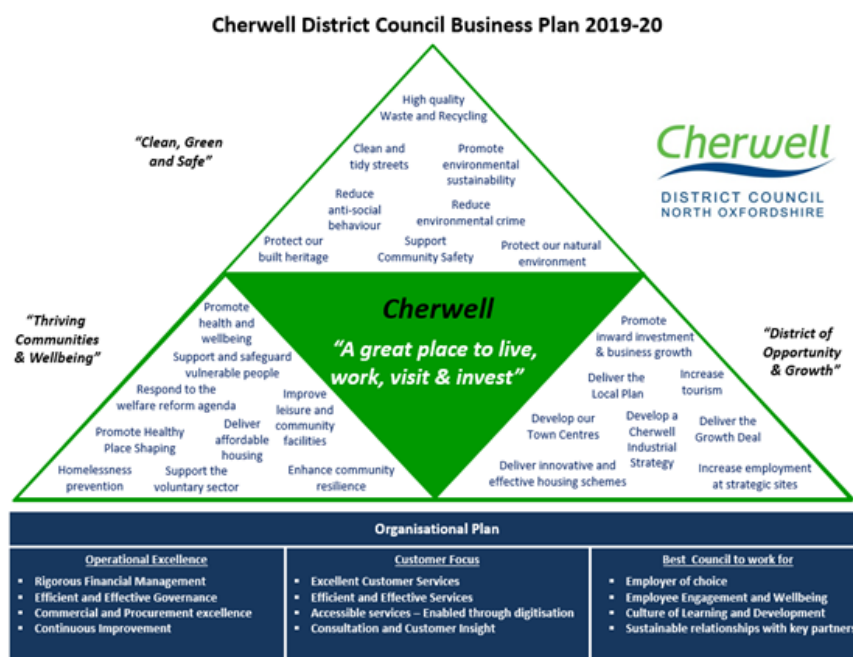 Cherwell District Council Business Plan 2019-20
High quality
Waste and Recycling
"Clean, Green
and Safe"
Clean and
tidy streets
Promote
environmental
sustainability
Cherwell
DISTRICT COUNCIL
NORTH OXFORDSHIRE
Reduce
anti-social
behaviour
Reduce
environmental crime
Protect our
built heritage
Support
Community Safety
Protect our natural
environment
"Thriving
Communities
& Wellbeing"
Promote
health and
wellbeing
Support and safeguard
vulnerable people
Respond to the
welfare reform agenda
Improve
leisure and
community
facilities
Promote Healthy
Place Shaping
Deliver
affordable
housing
Homelessness
prevention
Support the
voluntary sector
Enhance community
resilience
Cherwell
"A great place to live,
work, visit & invest"
Promote
inward investment
& business growth
"District of
Opportunity
& Growth"
Deliver the
Local Plan
Increase
tourism
Develop our
Town Centres
Develop a
Cherwell
Industrial
Strategy
Deliver the
Growth Deal
Deliver innovative and
effective housing schemes
Increase employment
at strategic sites
Organisational Plan
Operational Excellence
▪ Rigorous Financial Management
▪ Efficient and Effective Governance
▪ Commercial and Procurement excellence
▪ Continuous Improvement
Customer Focus
▪ Excellent Customer Services
▪ Efficient and Effective Services
▪ Accessible services – Enabled through digitisation
▪ Consultation and Customer Insight
Best Council to work for
▪ Employer of choice
▪ Employee Engagement and Wellbeing
▪ Culture of Learning and Development
▪ Sustainable relationships with key partners